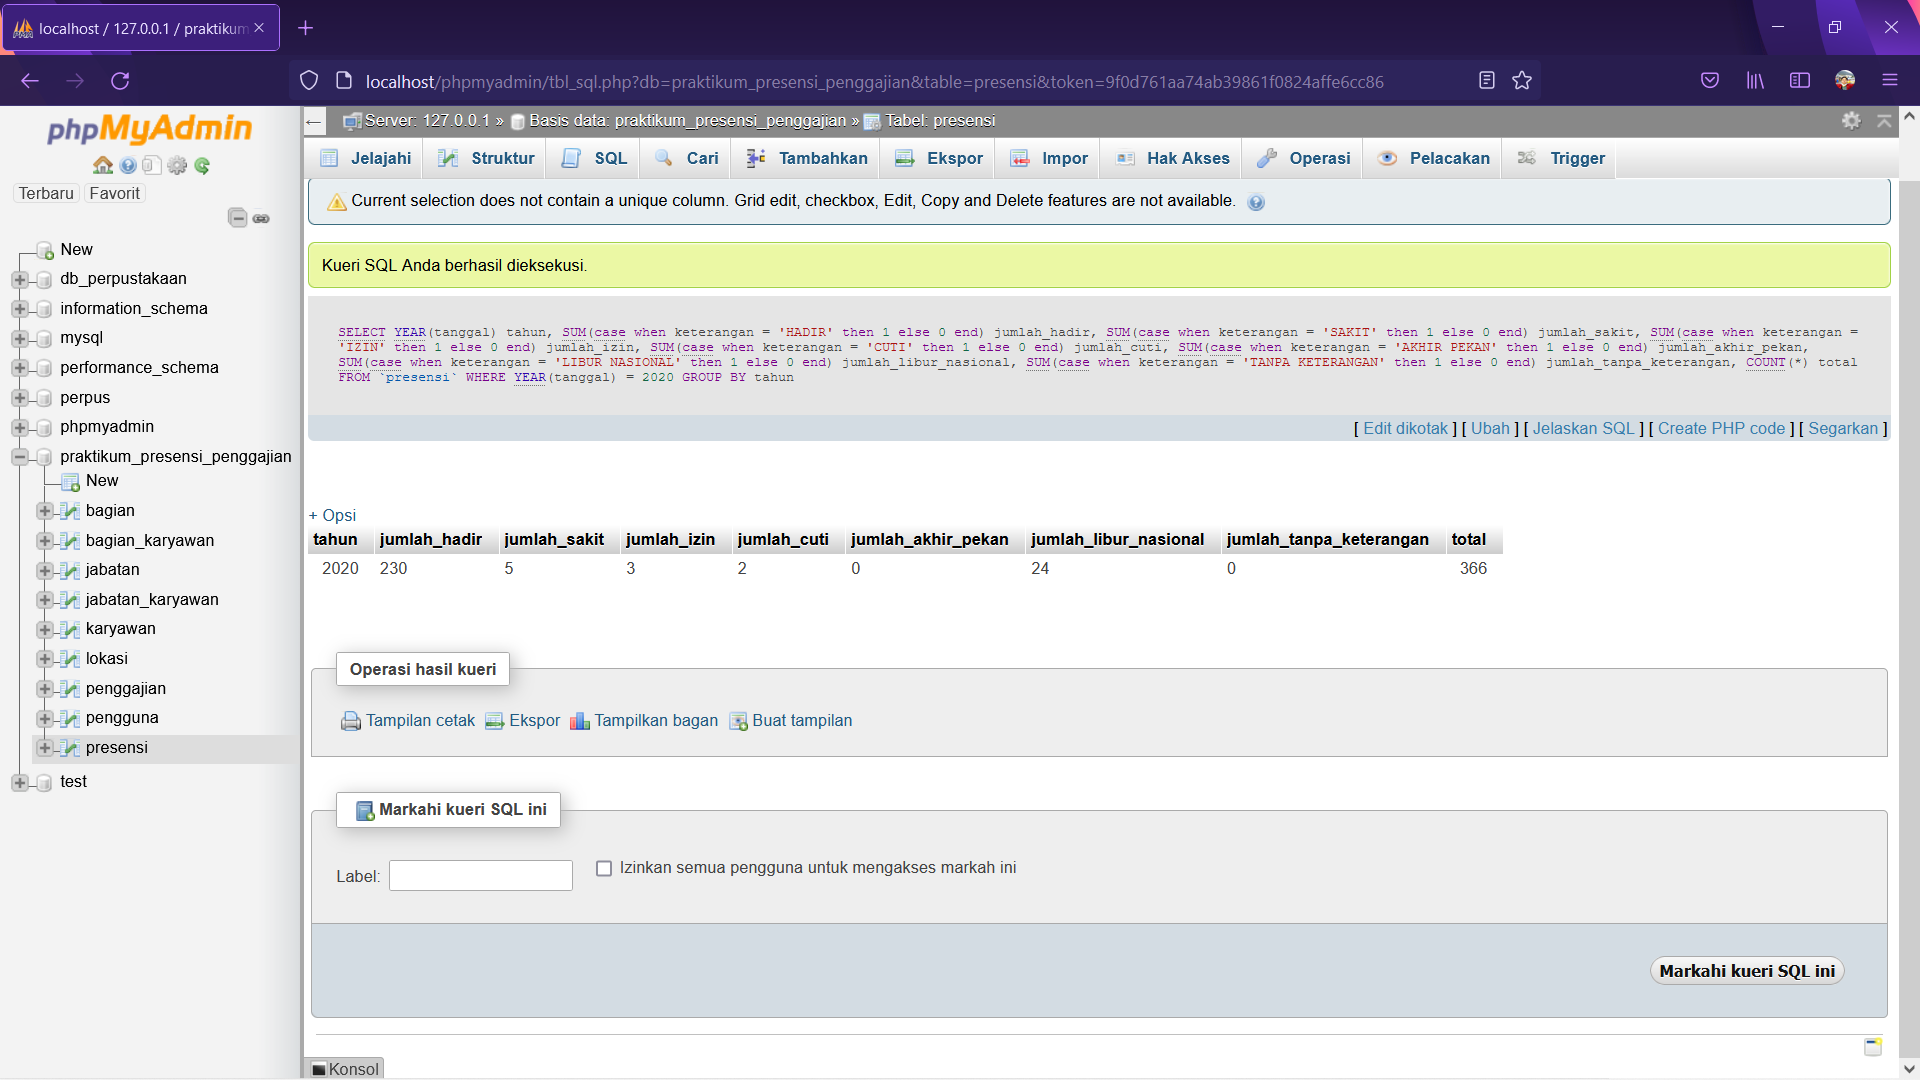 localhost / 127.0.0.1 / praktikum
localhost/phpmyadmin/tbl_sql.php?db=praktikum_presensi_penggajian&table=presensi&token=9f0d761aa74ab39861f0824affe6cc86
phpMyAdmin
Terbaru Favorit
New
db_perpustakaan
information_schema
mysql
performance_schema
perpus
phpmyadmin
praktikum_presensi_penggajian
New
bagian
bagian_karyawan
jabatan
jabatan_karyawan
karyawan
lokasi
penggajian
pengguna
presensi
test
Server: 127.0.0.1 » Basis data: praktikum_presensi_penggajian » Tabel: presensi
Jelajahi Struktur SQL Cari Tambahkan Ekspor Impor Hak Akses Operasi Pelacakan Trigger
Current selection does not contain a unique column. Grid edit, checkbox, Edit, Copy and Delete features are not available.
Kueri SQL Anda berhasil dieksekusi.
SELECT YEAR(tanggal) tahun, SUM(case when keterangan = 'HADIR' then 1 else 0 end) jumlah_hadir, SUM(case when keterangan = 'SAKIT' then 1 else 0 end) jumlah_sakit, SUM(case when keterangan =
'IZIN' then 1 else 0 end) jumlah_izin, SUM(case when keterangan = 'CUTI' then 1 else 0 end) jumlah_cuti, SUM(case when keterangan = 'AKHIR PEKAN' then 1 else 0 end) jumlah_akhir_pekan,
SUM(case when keterangan = 'LIBUR NASIONAL' then 1 else 0 end) jumlah_libur_nasional, SUM(case when keterangan = 'TANPA KETERANGAN' then 1 else 0 end) jumlah_tanpa_keterangan, COUNT(*) total
FROM `presensi` WHERE YEAR(tanggal) = 2020 GROUP BY tahun
[ Edit dikotak ] [ Ubah ] [ Jelaskan SQL ] [ Create PHP code ] [ Segarkan ]
+ Opsi
tahun jumlah_hadir jumlah_sakit jumlah_izin jumlah_cuti jumlah_akhir_pekan jumlah_libur_nasional jumlah_tanpa_keterangan total
2020 230 5 3 2 0 24 0 366
Operasi hasil kueri
Tampilan cetak Ekspor Tampilkan bagan Buat tampilan
Markahi kueri SQL ini
Label: Izinkan semua pengguna untuk mengakses markah ini
Markahi kueri SQL ini
Konsol